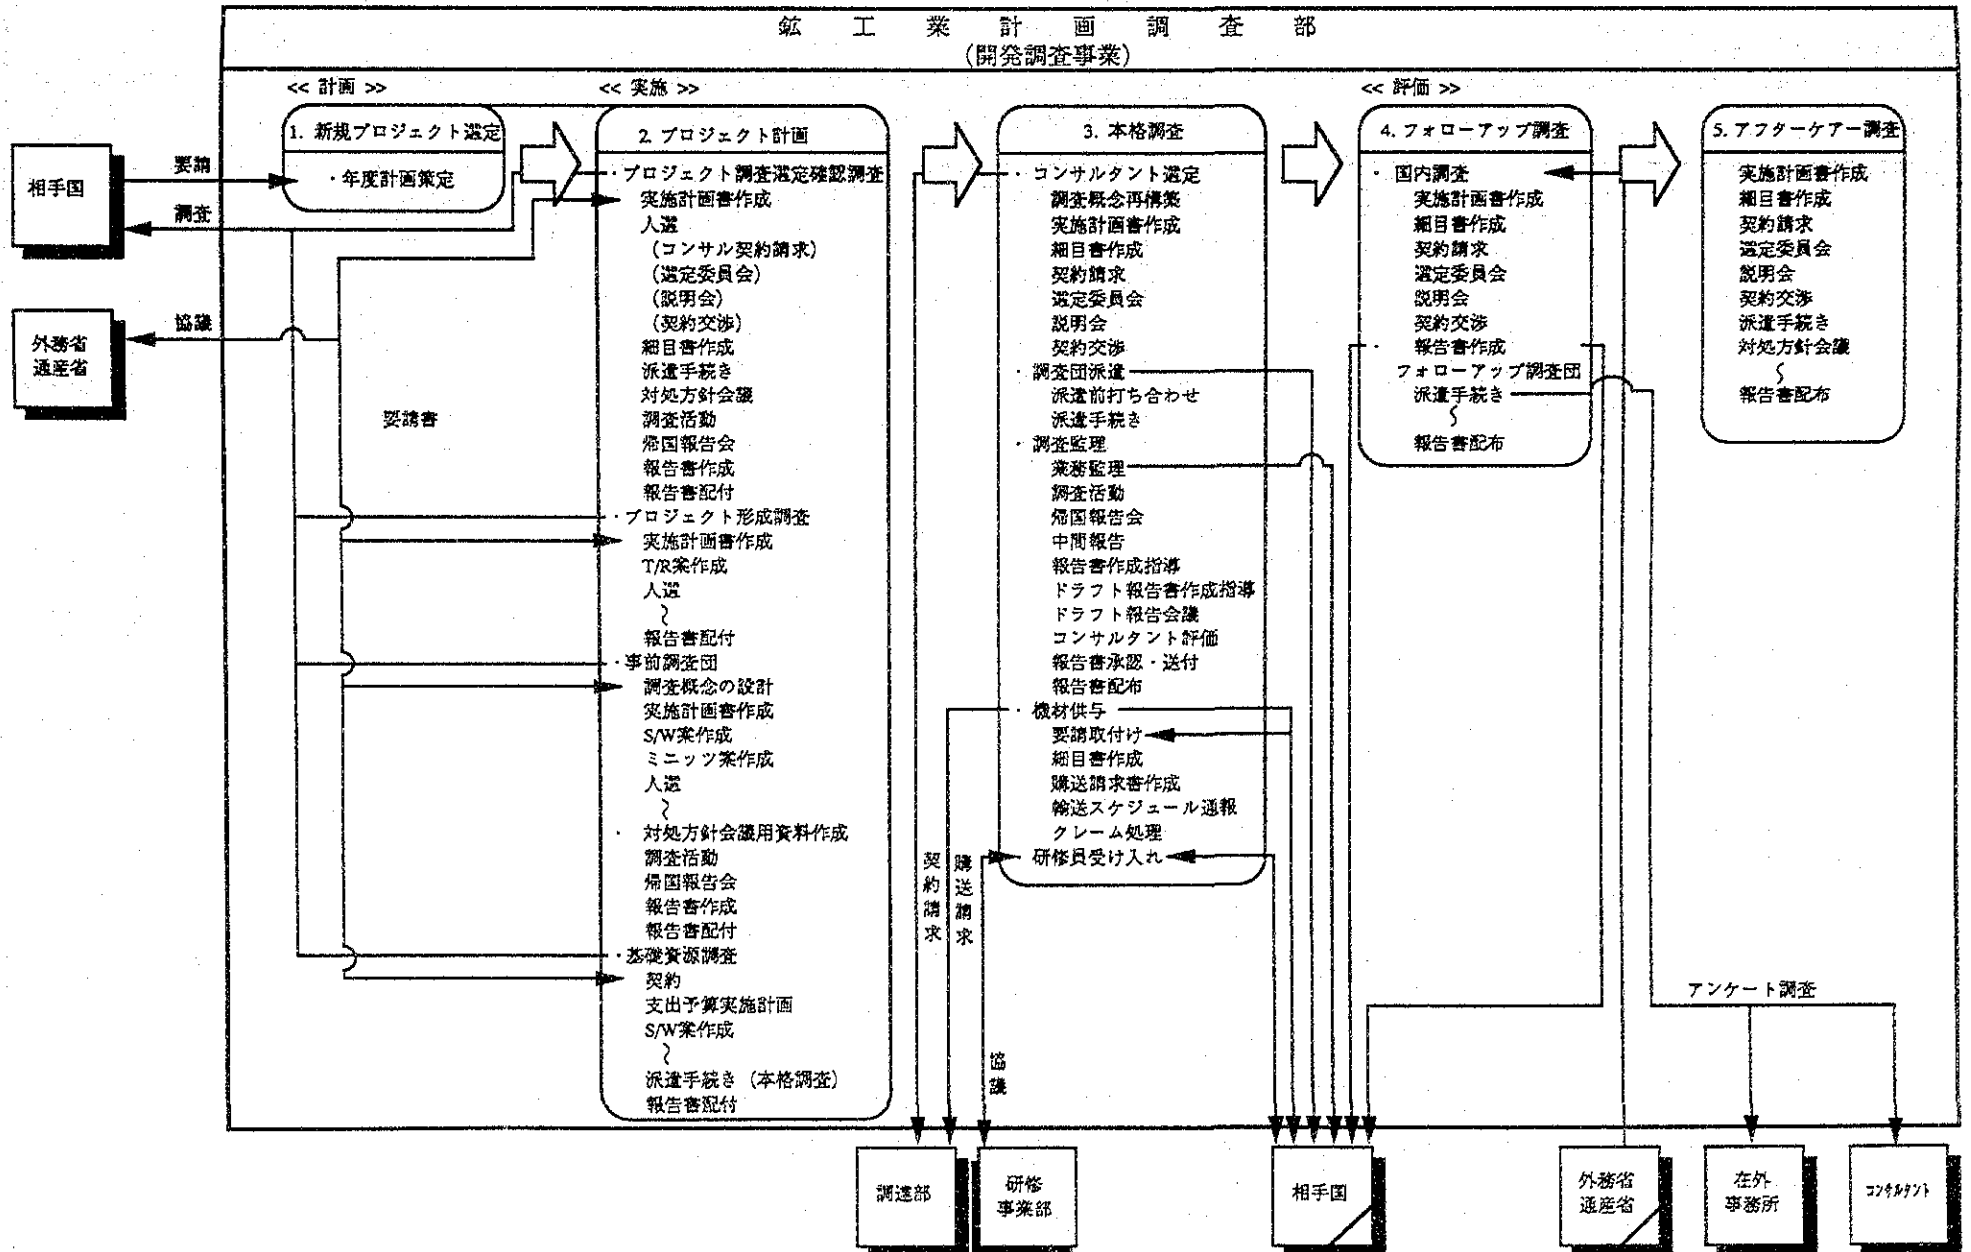 鉱工業計画調査部
(開発調査事業)
<< 計画 >>
<< 実施 >>
<< 評価 >>
相手国
外務省
通産省
要請
調査
協議
要請書
1. 新規プロジェクト選定
・年度計画策定
2. プロジェクト計画
・プロジェクト調査選定確認調査
実施計画書作成
人選
(コンサル契約請求)
(選定委員会)
(説明会)
(契約交渉)
細目書作成
派遣手続き
対処方針会議
調査活動
帰国報告会
報告書作成
報告書配付
・プロジェクト形成調査
実施計画書作成
T/R案作成
人選
〜
報告書配付
・事前調査団
調査概念の設計
実施計画書作成
S/W案作成
ミニッツ案作成
人選
〜
・対処方針会議用資料作成
調査活動
帰国報告会
報告書作成
報告書配付
・基礎資源調査
契約
支出予算実施計画
S/W案作成
〜
派遣手続き (本格調査)
報告書配付
3. 本格調査
・コンサルタント選定
調査概念再構築
実施計画書作成
細目書作成
契約請求
選定委員会
説明会
契約交渉
・調査団派遣
派遣前打ち合わせ
派遣手続き
・調査監理
業務監理
調査活動
帰国報告会
中間報告
報告書作成指導
ドラフト報告書作成指導
ドラフト報告会議
コンサルタント評価
報告書承認・送付
報告書配布
・機材供与
要請取付け
細目書作成
購送請求書作成
輸送スケジュール通報
クレーム処理
研修員受け入れ
契約請求
購送請求
協議
4. フォローアップ調査
・国内調査
実施計画書作成
細目書作成
契約請求
選定委員会
説明会
契約交渉
・報告書作成
フォローアップ調査団
派遣手続き
〜
報告書配布
5. アフターケアー調査
実施計画書作成
細目書作成
契約請求
選定委員会
説明会
契約交渉
派遣手続き
対処方針会議
〜
報告書配布
アンケート調査
調達部
研修
事業部
相手国
外務省
通産省
在外
事務所
コンサルタント